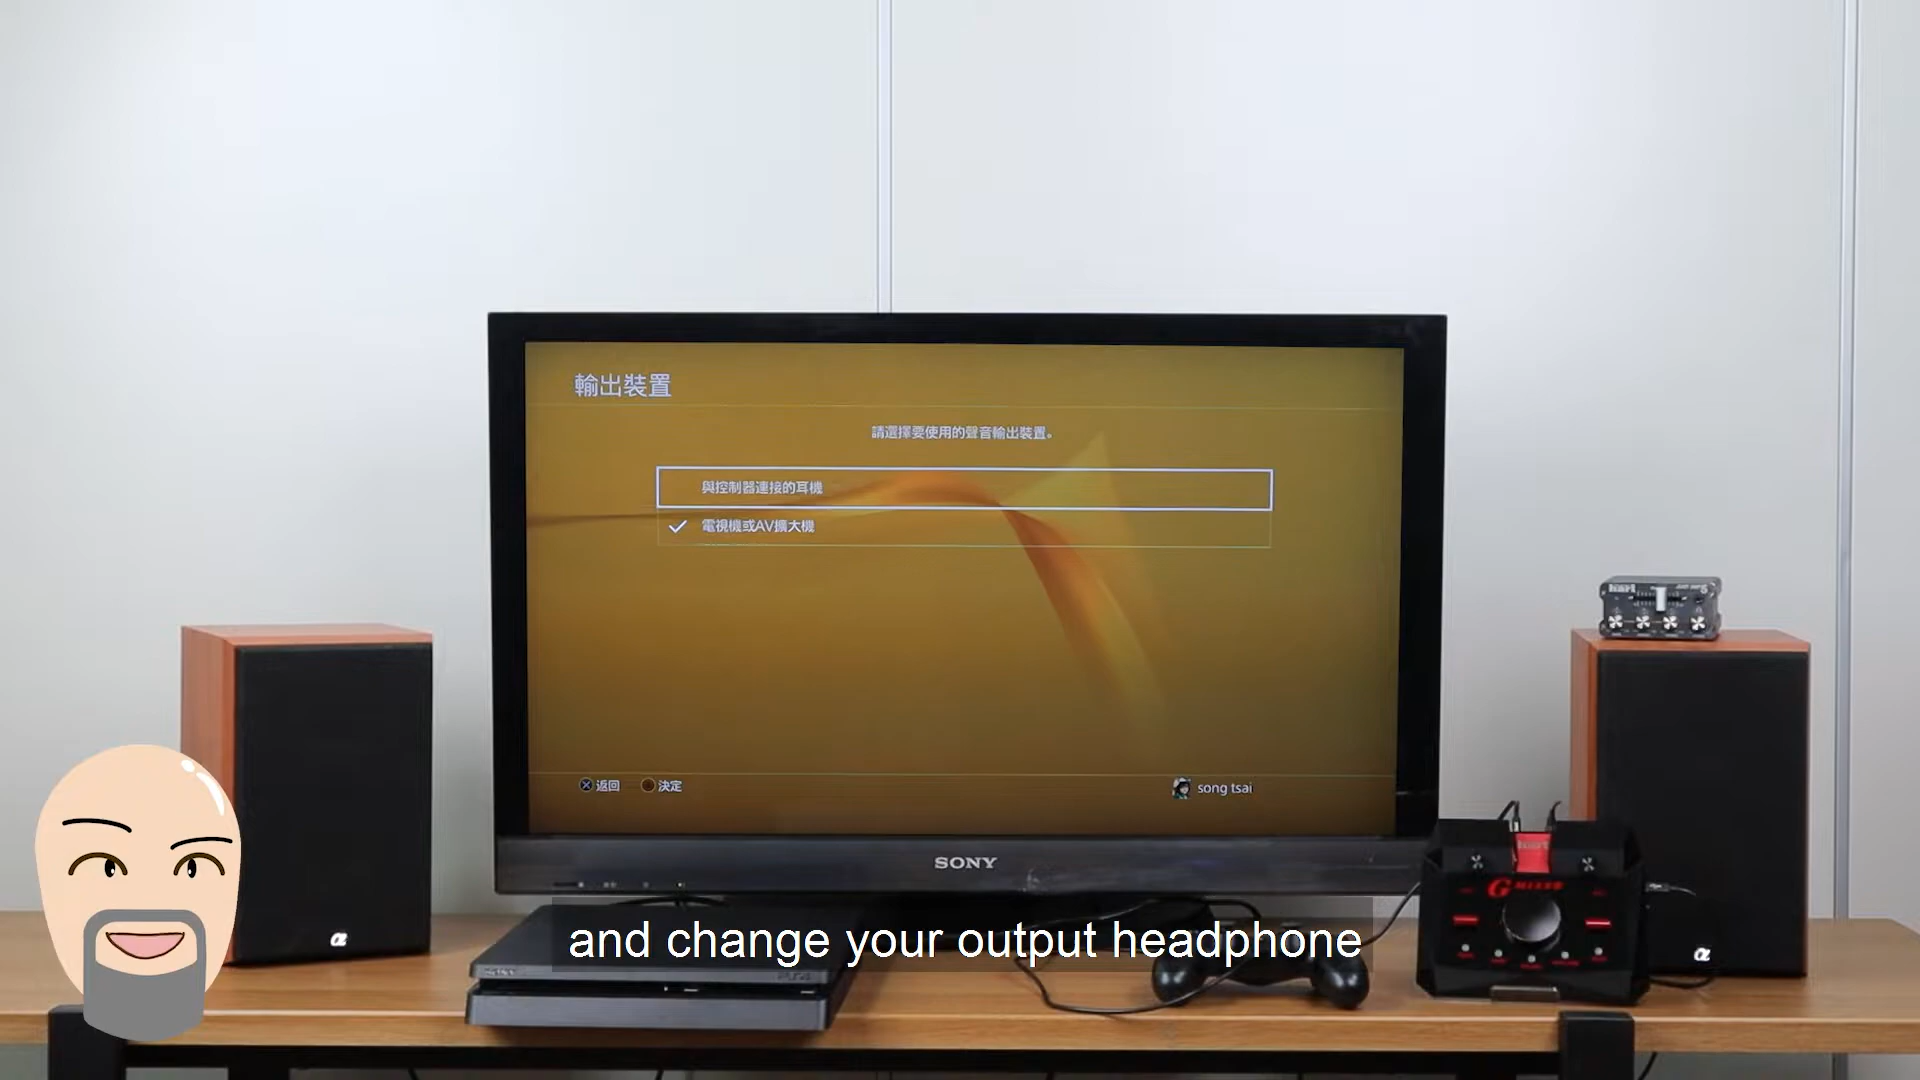 輸出裝置
請選擇要使用的聲音輸出裝置。
與控制器連接的耳機
電視機或AV擴大機
返回 決定
song tsai
SONY
G MIXER
PS4
α
α
and change your output headphone